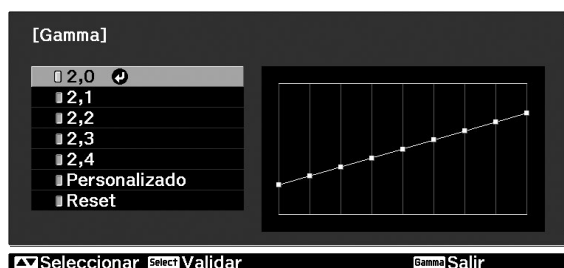 [Gamma]
2,0
2,1
2,2
2,3
2,4
Personalizado
Reset
Seleccionar Select Validar Gamma Salir